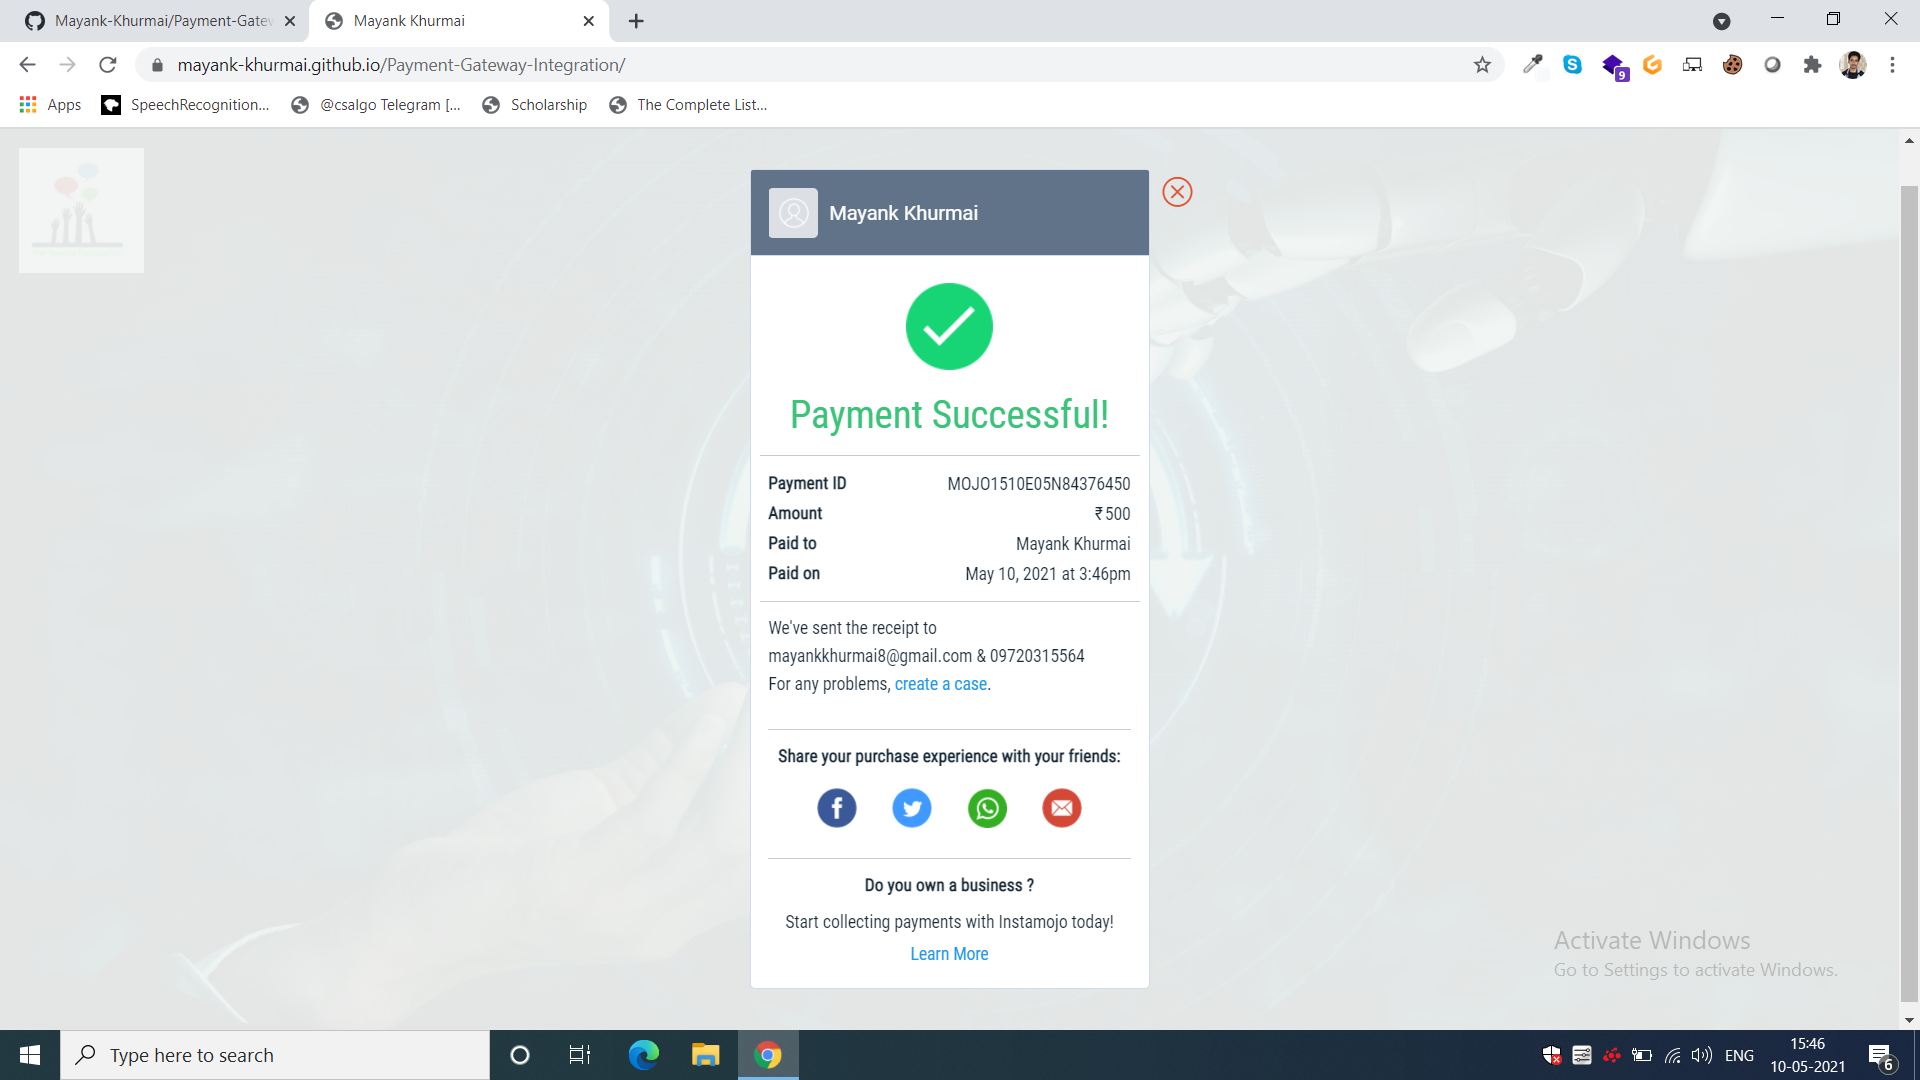 Mayank-Khurmai/Payment-Gatew
Mayank Khurmai
mayank-khurmai.github.io/Payment-Gateway-Integration/
9
Apps
SpeechRecognition...
@csalgo Telegram [...
Scholarship
The Complete List...
Mayank Khurmai
Payment Successful!
Payment ID MOJO1510E05N84376450
Amount ₹500
Paid to Mayank Khurmai
Paid on May 10, 2021 at 3:46pm
We've sent the receipt to
mayankkhurmai8@gmail.com & 09720315564
For any problems, create a case.
Share your purchase experience with your friends:
Do you own a business ?
Start collecting payments with Instamojo today!
Learn More
Activate Windows
Go to Settings to activate Windows.
Type here to search
ENG
15:46
10-05-2021
6